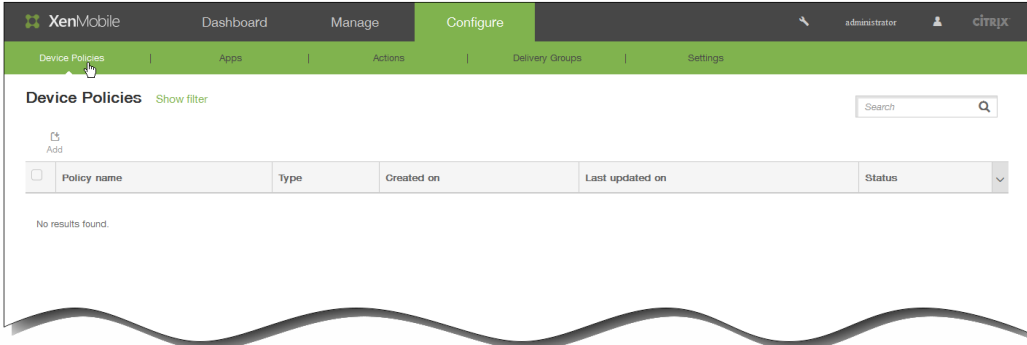 XenMobile Dashboard Manage Configure administrator CITRIX
Device Policies | Apps | Actions | Delivery Groups | Settings
Device Policies Show filter
Search
Add
Policy name Type Created on Last updated on Status
No results found.